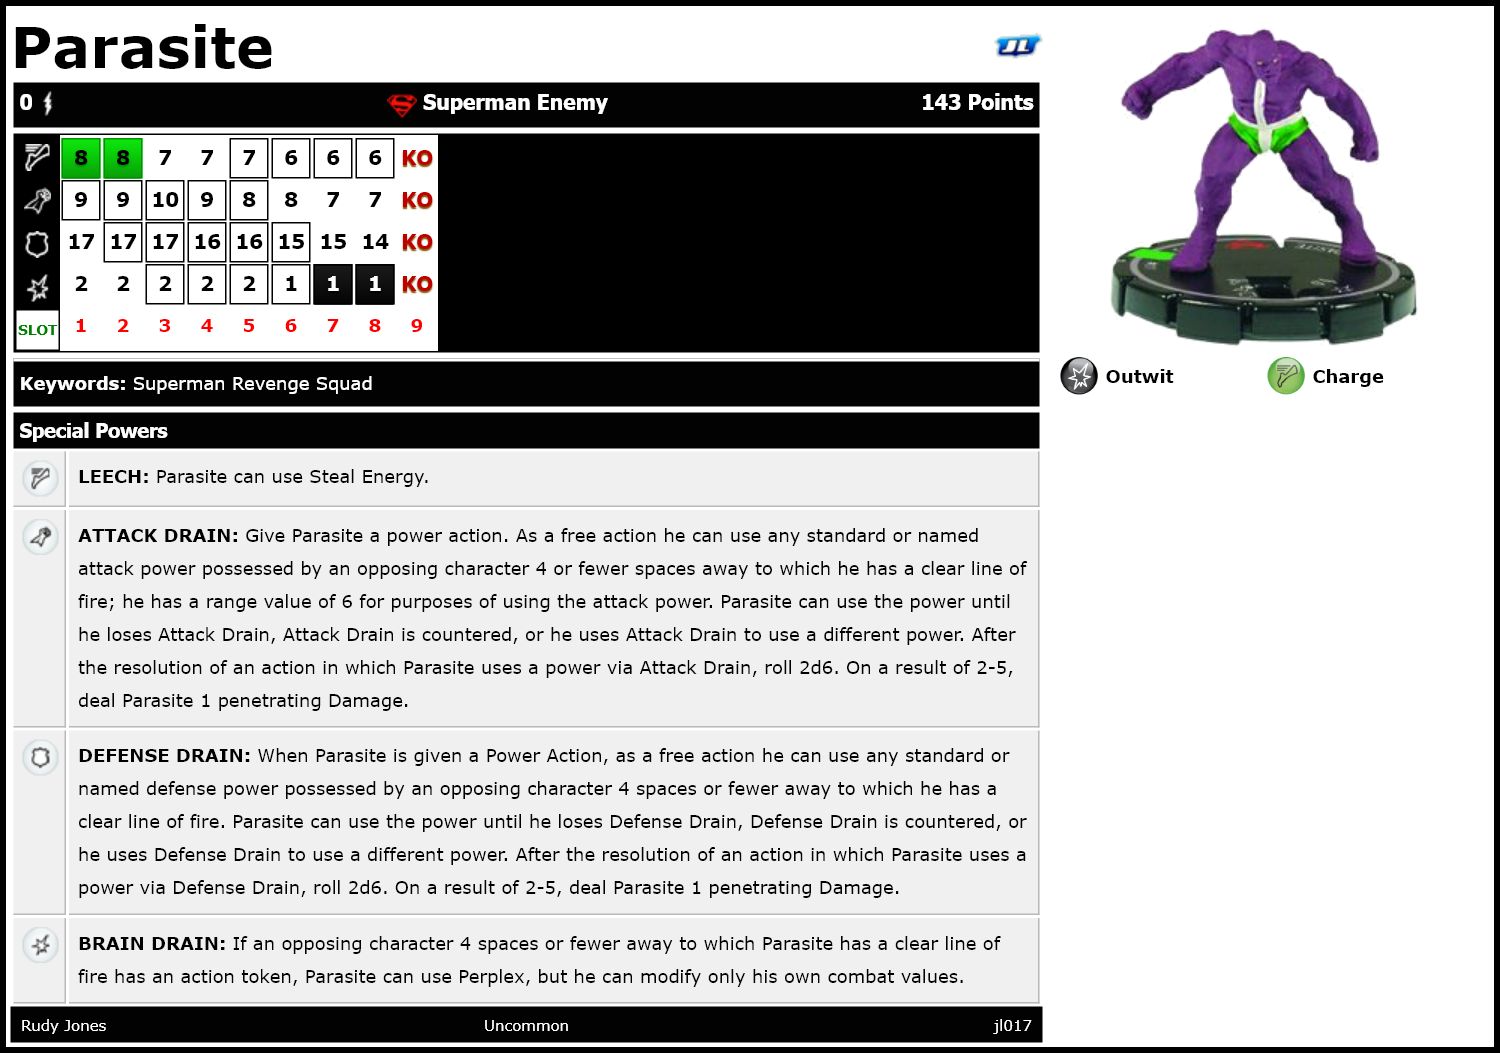 Parasite
JL
0 Superman Enemy 143 Points
8 8 7 7 7 6 6 6 KO
9 9 10 9 8 8 7 7 KO
17 17 17 16 16 15 15 14 KO
2 2 2 2 2 1 1 1 KO
SLOT 1 2 3 4 5 6 7 8 9
Outwit Charge
Keywords: Superman Revenge Squad
Special Powers
LEECH: Parasite can use Steal Energy.
ATTACK DRAIN: Give Parasite a power action. As a free action he can use any standard or named
attack power possessed by an opposing character 4 or fewer spaces away to which he has a clear line of
fire; he has a range value of 6 for purposes of using the attack power. Parasite can use the power until
he loses Attack Drain, Attack Drain is countered, or he uses Attack Drain to use a different power. After
the resolution of an action in which Parasite uses a power via Attack Drain, roll 2d6. On a result of 2-5,
deal Parasite 1 penetrating Damage.
DEFENSE DRAIN: When Parasite is given a Power Action, as a free action he can use any standard or
named defense power possessed by an opposing character 4 spaces or fewer away to which he has a
clear line of fire. Parasite can use the power until he loses Defense Drain, Defense Drain is countered, or
he uses Defense Drain to use a different power. After the resolution of an action in which Parasite uses a
power via Defense Drain, roll 2d6. On a result of 2-5, deal Parasite 1 penetrating Damage.
BRAIN DRAIN: If an opposing character 4 spaces or fewer away to which Parasite has a clear line of
fire has an action token, Parasite can use Perplex, but he can modify only his own combat values.
Rudy Jones Uncommon jl017